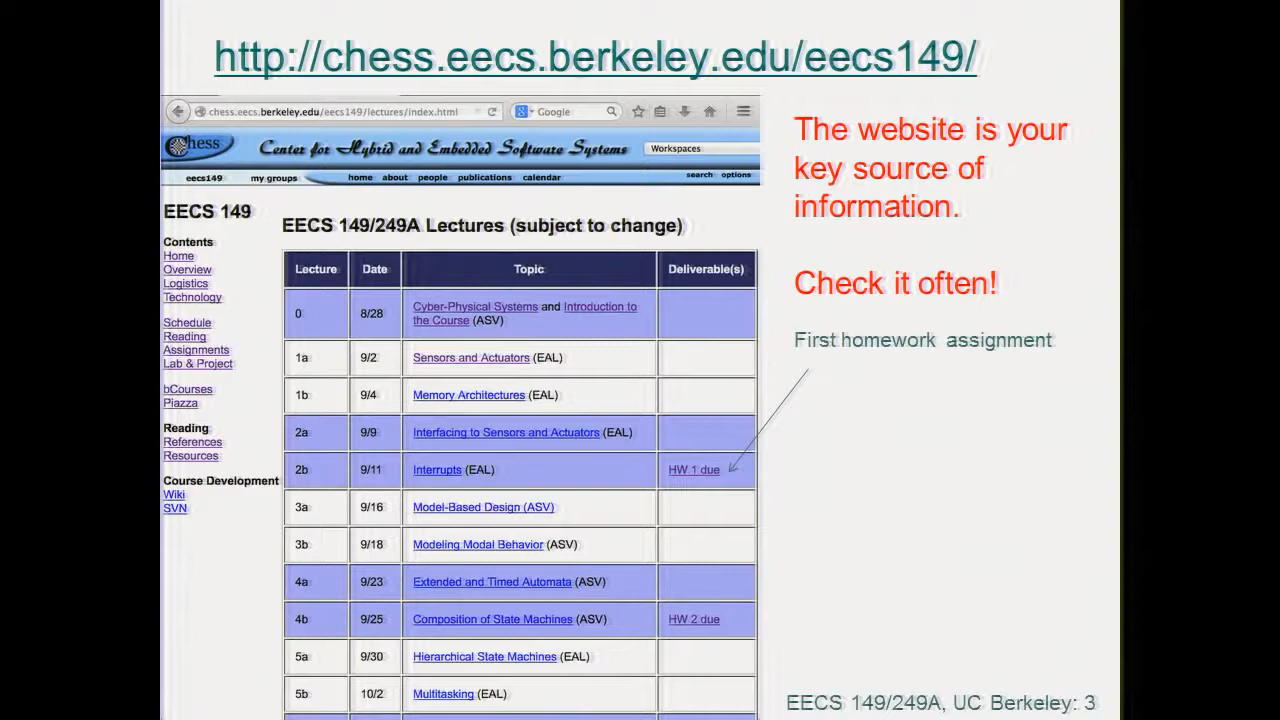 http://chess.eecs.berkeley.edu/eecs149/
chess.eecs.berkeley.edu/eecs149/lectures/index.html
Google
Chess
Center for Hybrid and Embedded Software Systems
Workspaces
eecs149 my groups home about people publications calendar search options
EECS 149
Contents
Home
Overview
Logistics
Technology
Schedule
Reading
Assignments
Lab & Project
bCourses
Piazza
Reading
References
Resources
Course Development
Wiki
SVN
EECS 149/249A Lectures (subject to change)
Lecture Date Topic Deliverable(s)
0 8/28 Cyber-Physical Systems and Introduction to
the Course (ASV)
1a 9/2 Sensors and Actuators (EAL)
1b 9/4 Memory Architectures (EAL)
2a 9/9 Interfacing to Sensors and Actuators (EAL)
2b 9/11 Interrupts (EAL) HW 1 due
3a 9/16 Model-Based Design (ASV)
3b 9/18 Modeling Modal Behavior (ASV)
4a 9/23 Extended and Timed Automata (ASV)
4b 9/25 Composition of State Machines (ASV) HW 2 due
5a 9/30 Hierarchical State Machines (EAL)
5b 10/2 Multitasking (EAL)
The website is your
key source of
information.
Check it often!
First homework assignment
EECS 149/249A, UC Berkeley: 3